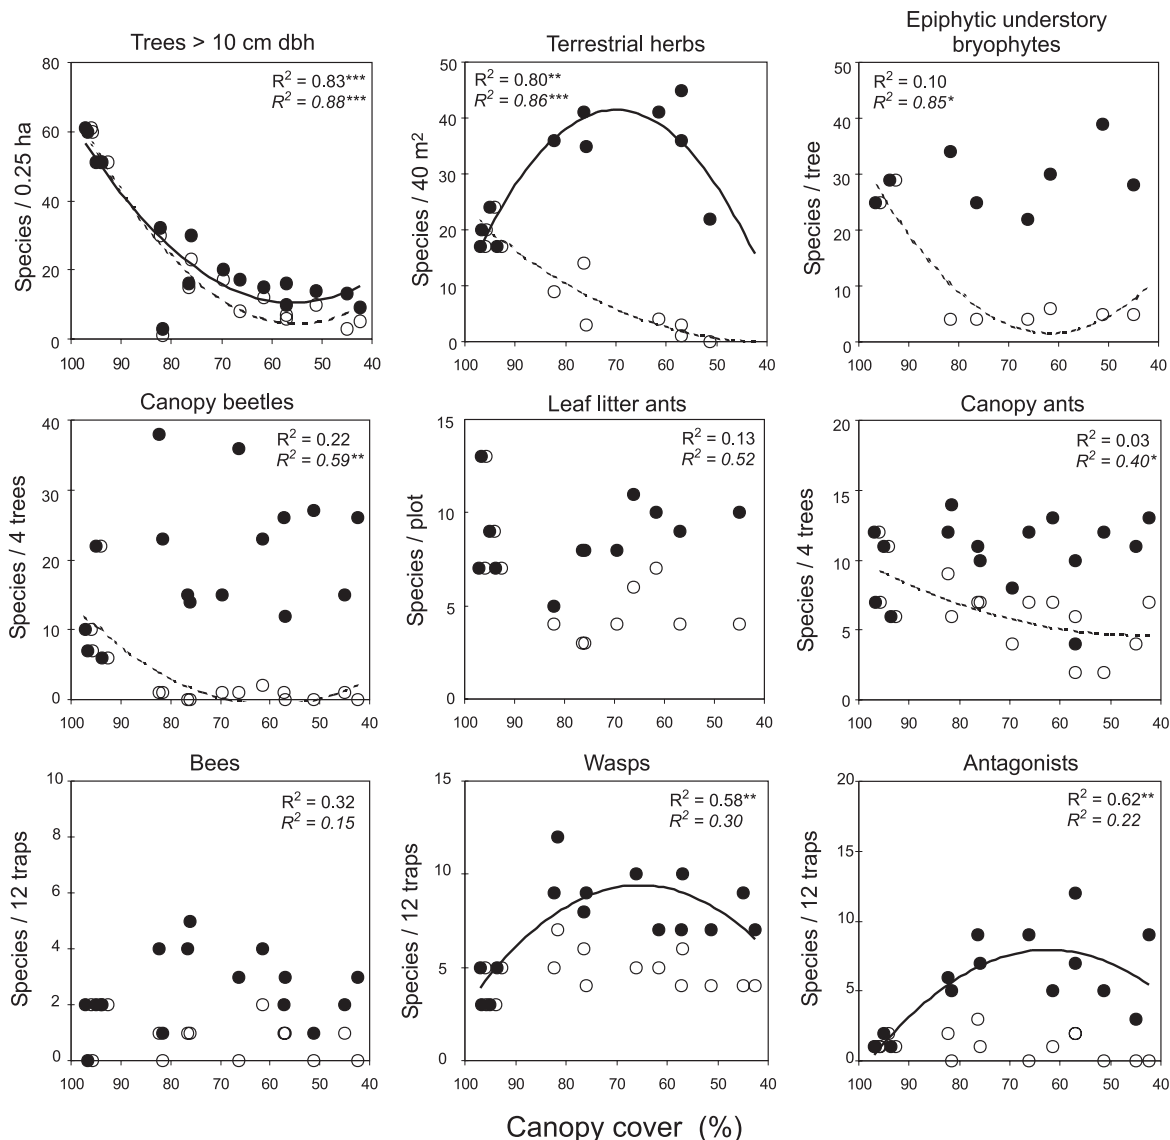 Trees > 10 cm dbh
R² = 0.83***
R² = 0.88***
Species / 0.25 ha
80
60
40
20
0
100 90 80 70 60 50 40
Terrestrial herbs
R² = 0.80**
R² = 0.86***
Species / 40 m²
50
40
30
20
10
0
100 90 80 70 60 50 40
Epiphytic understory
bryophytes
R² = 0.10
R² = 0.85*
Species / tree
50
40
30
20
10
0
100 90 80 70 60 50 40
Canopy beetles
R² = 0.22
R² = 0.59**
Species / 4 trees
40
30
20
10
0
100 90 80 70 60 50 40
Leaf litter ants
R² = 0.13
R² = 0.52
Species / plot
15
10
5
0
100 90 80 70 60 50 40
Canopy ants
R² = 0.03
R² = 0.40*
Species / 4 trees
20
15
10
5
0
100 90 80 70 60 50 40
Bees
R² = 0.32
R² = 0.15
Species / 12 traps
10
8
6
4
2
0
100 90 80 70 60 50 40
Wasps
R² = 0.58**
R² = 0.30
Species / 12 traps
15
10
5
0
100 90 80 70 60 50 40
Antagonists
R² = 0.62**
R² = 0.22
Species / 12 traps
20
15
10
5
0
100 90 80 70 60 50 40
Canopy cover (%)